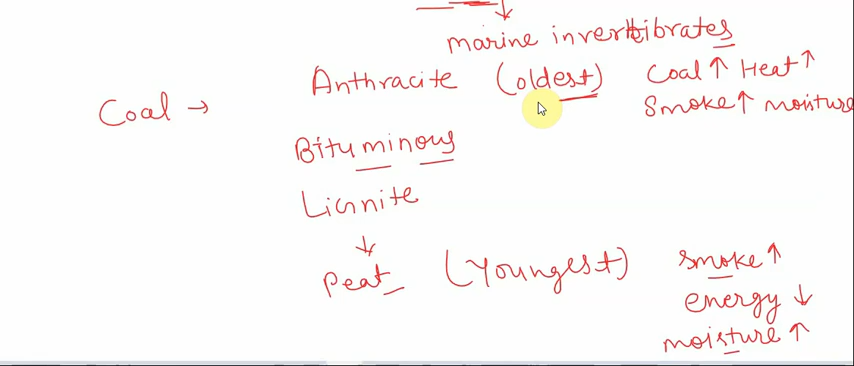 marine invertibrates
Anthracite (oldest) Coal ↑ Heat ↑
Coal → Smoke ↑ moisture
Bituminous
Lignite
↓
Peat (Youngest) smoke ↑
energy ↓
moisture ↑